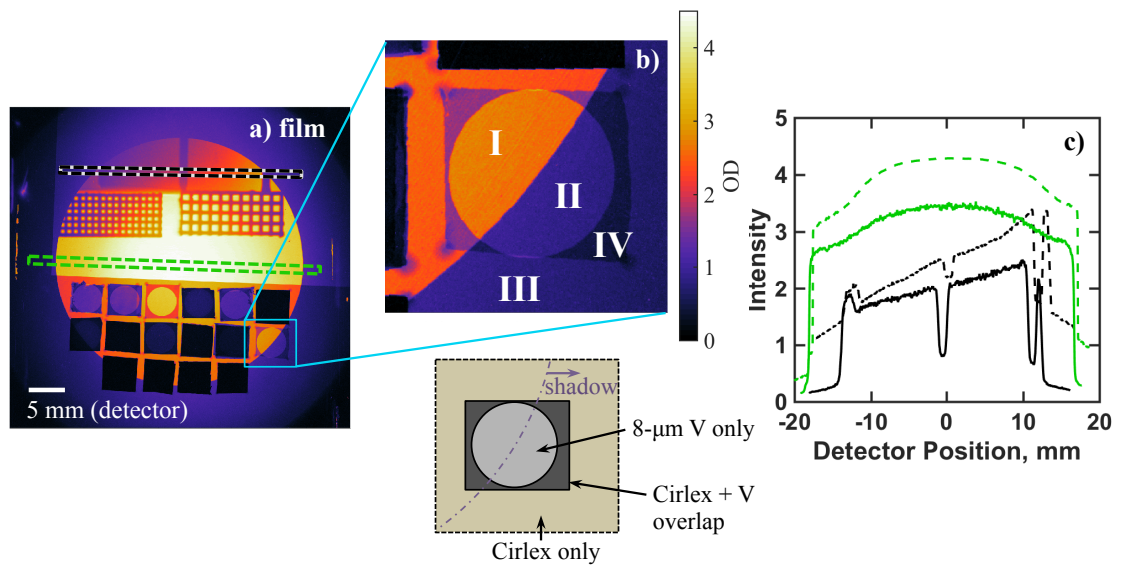 a) film
5 mm (detector)
b)
I
II
III
IV
4
3
2
1
0
OD
shadow
8-μm V only
Cirlex + V
overlap
Cirlex only
c)
5
4
3
2
1
0
Intensity
-20
-10
0
10
20
Detector Position, mm